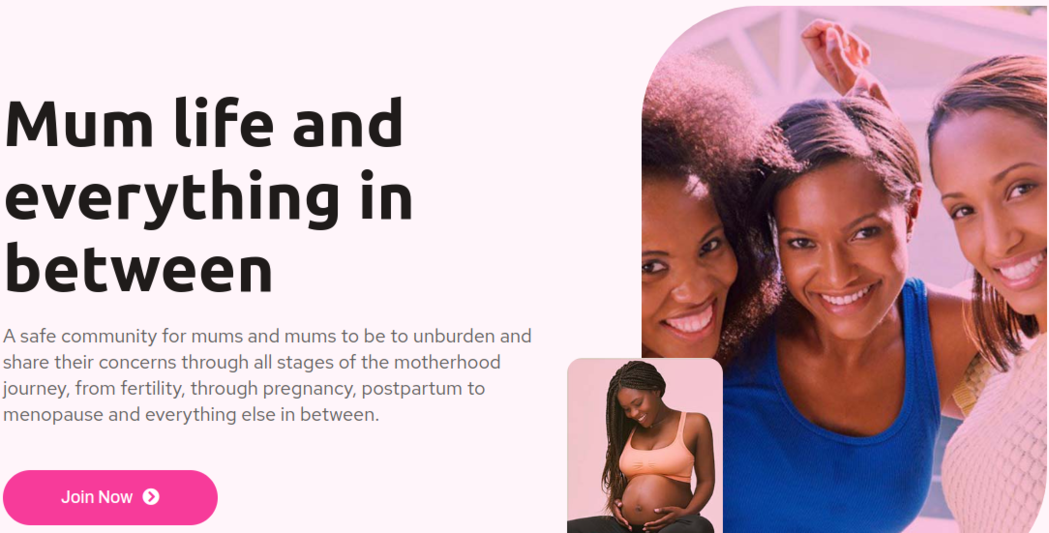 Mum life and
everything in
between
A safe community for mums and mums to be to unburden and
share their concerns through all stages of the motherhood
journey, from fertility, through pregnancy, postpartum to
menopause and everything else in between.
Join Now